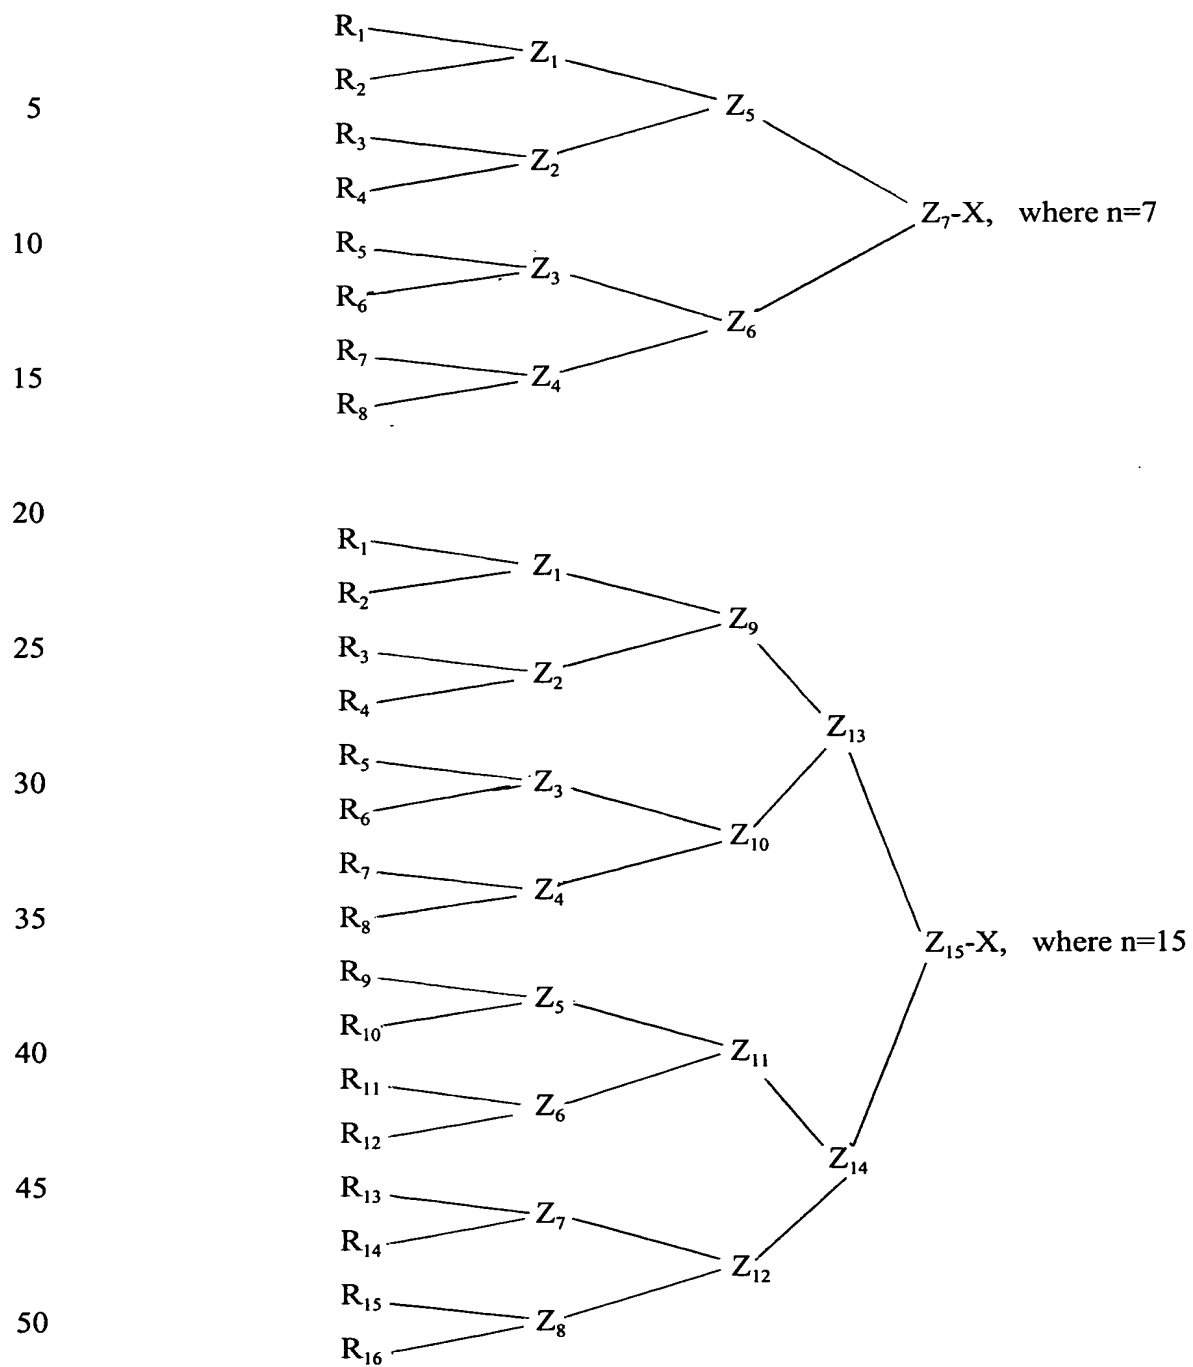 R₁
Z₁
R₂
5
Z₅
R₃
Z₂
R₄
Z₇-X, where n=7
10
R₅
Z₃
R₆
Z₆
R₇
15
Z₄
R₈
20
R₁
Z₁
R₂
Z₉
25
R₃
Z₂
R₄
Z₁₃
R₅
30
Z₃
R₆
Z₁₀
R₇
Z₄
35
R₈
Z₁₅-X, where n=15
R₉
Z₅
R₁₀
40
Z₁₁
R₁₁
Z₆
R₁₂
Z₁₄
45
R₁₃
Z₇
R₁₄
Z₁₂
R₁₅
50
Z₈
R₁₆